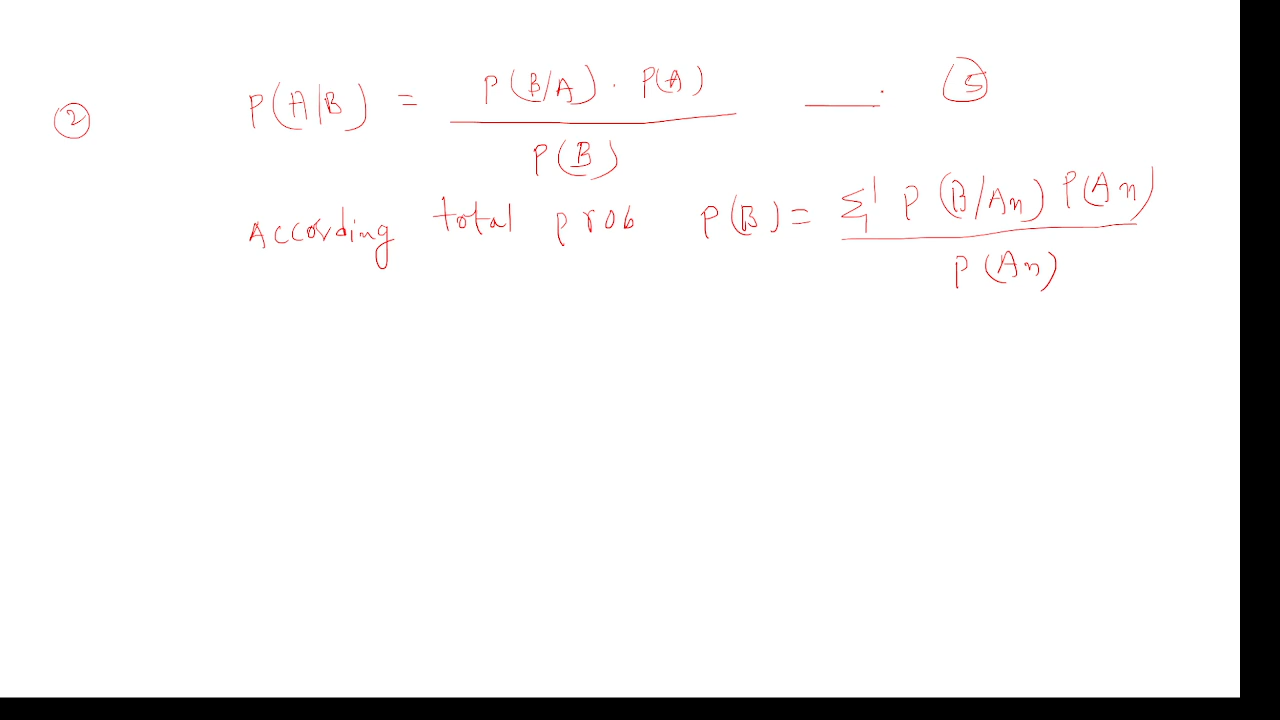 ② P(A|B) = P(B/A) · P(A) / P(B) —— ⑤
According total prob P(B) = Σ P(B/An) P(An) / P(An)